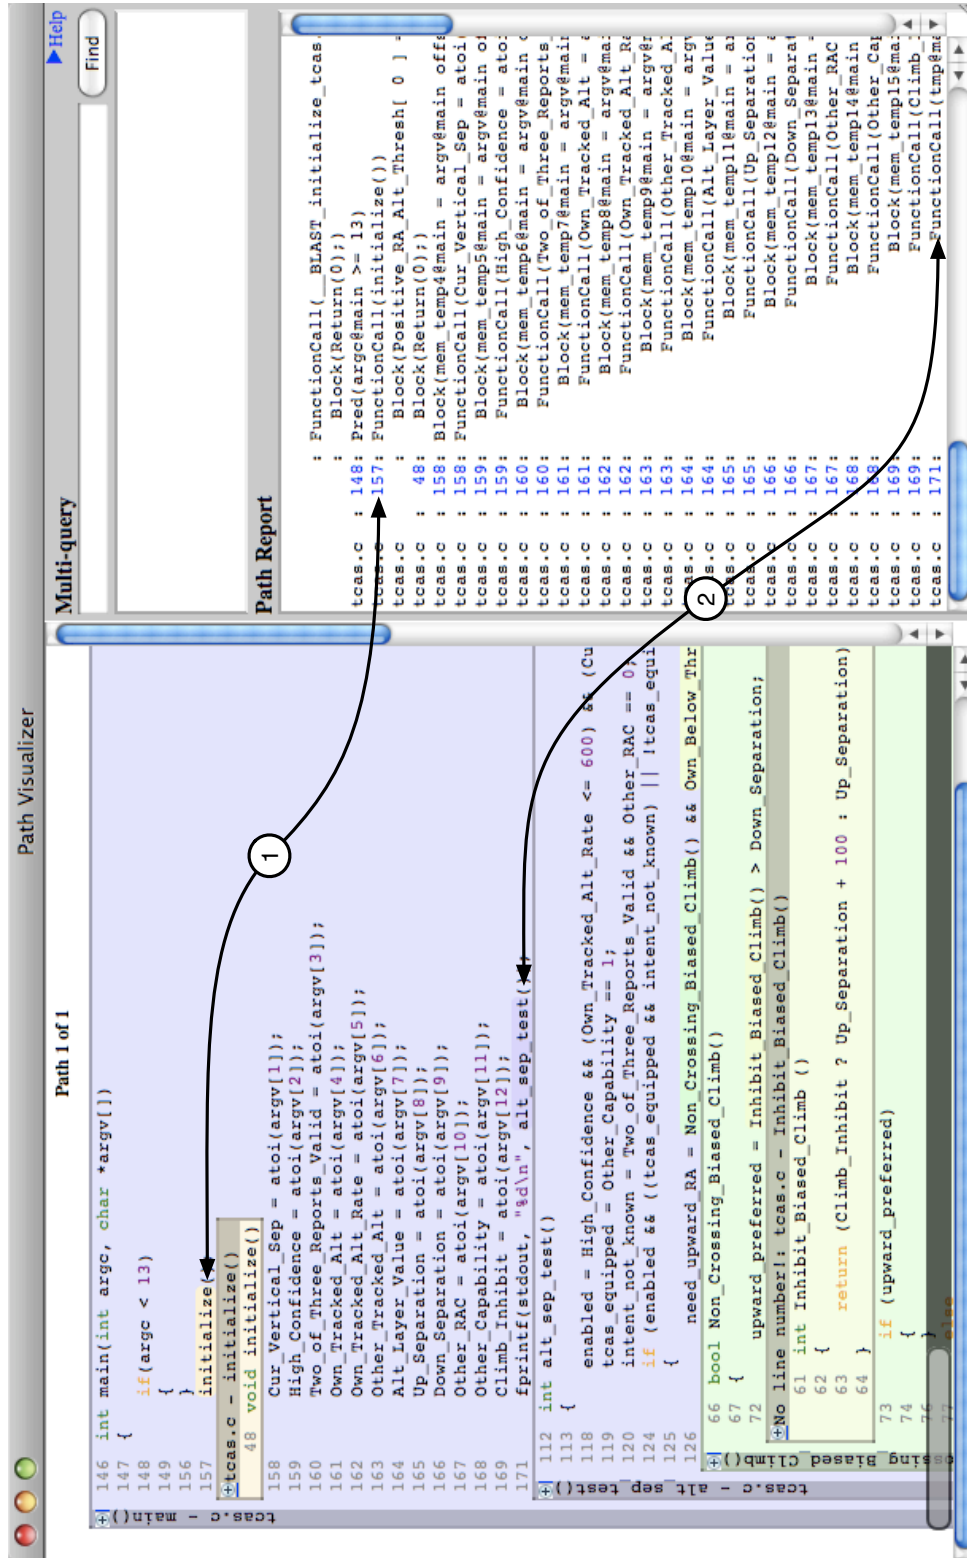 Path Visualizer
Path 1 of 1
tcas.c - main()
146 int main(int argc, char *argv[])
147 {
148 if(argc < 13)
149 {
156 }
157 initialize(
tcas.c - initialize()
48 void initialize()
158 Cur_Vertical_Sep = atoi(argv[1]);
159 High_Confidence = atoi(argv[2]);
160 Two_of_Three_Reports_Valid = atoi(argv[3]);
161 Own_Tracked_Alt = atoi(argv[4]);
162 Own_Tracked_Alt_Rate = atoi(argv[5]);
163 Other_Tracked_Alt = atoi(argv[6]);
164 Alt_Layer_Value = atoi(argv[7]);
165 Up_Separation = atoi(argv[8]);
166 Down_Separation = atoi(argv[9]);
167 Other_RAC = atoi(argv[10]);
168 Other_Capability = atoi(argv[11]);
169 Climb_Inhibit = atoi(argv[12]);
171 fprintf(stdout, "%d\n", alt_sep_test(
tcas.c - alt_sep_test()
112 int alt_sep_test()
113 {
118 enabled = High_Confidence && (Own_Tracked_Alt_Rate <= 600) && (Cu
119 tcas_equipped = Other_Capability == 1;
120 intent_not_known = Two_of_Three_Reports_Valid && Other_RAC == 0;
124 if (enabled && ((tcas_equipped && intent_not_known) || !tcas_equi
125 {
126 need_upward_RA = Non_Crossing_Biased_Climb() && Own_Below_Thr
ossing_Biased_Climb()
66 bool Non_Crossing_Biased_Climb()
67 {
72 upward_preferred = Inhibit_Biased_Climb() > Down_Separation;
No line number!: tcas.c - Inhibit_Biased_Climb()
61 int Inhibit_Biased_Climb ()
62 {
63 return (Climb_Inhibit ? Up_Separation + 100 : Up_Separation)
64 }
73 if (upward_preferred)
74 {
76 }
77 else
1
2
Multi-query
Help
Find
Path Report
: FunctionCall(__BLAST_initialize_tcas.
: Block(Return(0);)
tcas.c : 148: Pred(argc@main >= 13)
tcas.c : 157: FunctionCall(initialize())
tcas.c : : Block(Positive_RA_Alt_Thresh[ 0 ] =
tcas.c : 48: Block(Return(0);)
tcas.c : 158: Block(mem_temp4@main = argv@main offs
tcas.c : 158: FunctionCall(Cur_Vertical_Sep = atoi(
tcas.c : 159: Block(mem_temp5@main = argv@main of
tcas.c : 159: FunctionCall(High_Confidence = atoi
tcas.c : 160: Block(mem_temp6@main = argv@main o
tcas.c : 160: FunctionCall(Two_of_Three_Reports_
tcas.c : 161: Block(mem_temp7@main = argv@main
tcas.c : 161: FunctionCall(Own_Tracked_Alt = a
tcas.c : 162: Block(mem_temp8@main = argv@mai
tcas.c : 162: FunctionCall(Own_Tracked_Alt_Ra
tcas.c : 163: Block(mem_temp9@main = argv@m
tcas.c : 163: FunctionCall(Other_Tracked_Al
tcas.c : 164: Block(mem_temp10@main = argv
tcas.c : 164: FunctionCall(Alt_Layer_Value
tcas.c : 165: Block(mem_temp11@main = ar
tcas.c : 165: FunctionCall(Up_Separation
tcas.c : 166: Block(mem_temp12@main = a
tcas.c : 166: FunctionCall(Down_Separat
tcas.c : 167: Block(mem_temp13@main =
tcas.c : 167: FunctionCall(Other_RAC
tcas.c : 168: Block(mem_temp14@main
tcas.c : 168: FunctionCall(Other_Cap
tcas.c : 169: Block(mem_temp15@mai
tcas.c : 169: FunctionCall(Climb_
tcas.c : 171: FunctionCall(tmp@ma